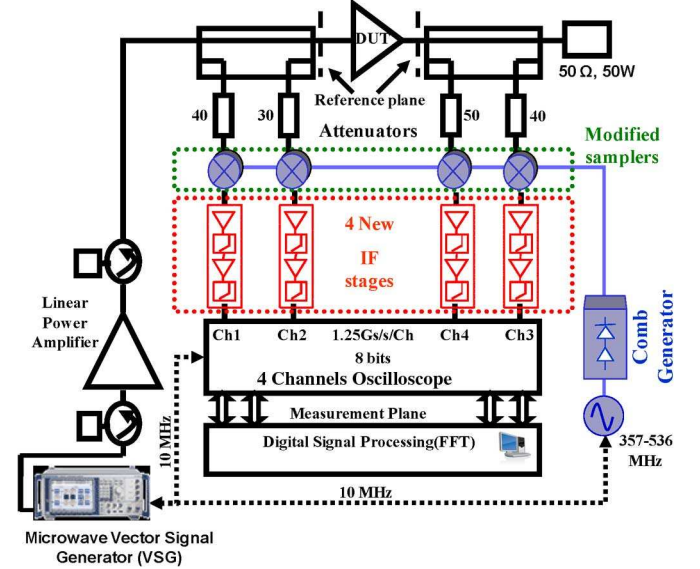 DUT
50 Ω, 50W
Reference plane
40
30
50
40
Attenuators
Modified
samplers
4 New
IF
stages
Linear
Power
Amplifier
Ch1
Ch2
1.25Gs/s/Ch
Ch4
Ch3
8 bits
4 Channels Oscilloscope
Comb
Generator
Measurement Plane
Digital Signal Processing(FFT)
357-536
MHz
10 MHz
10 MHz
Microwave Vector Signal
Generator (VSG)